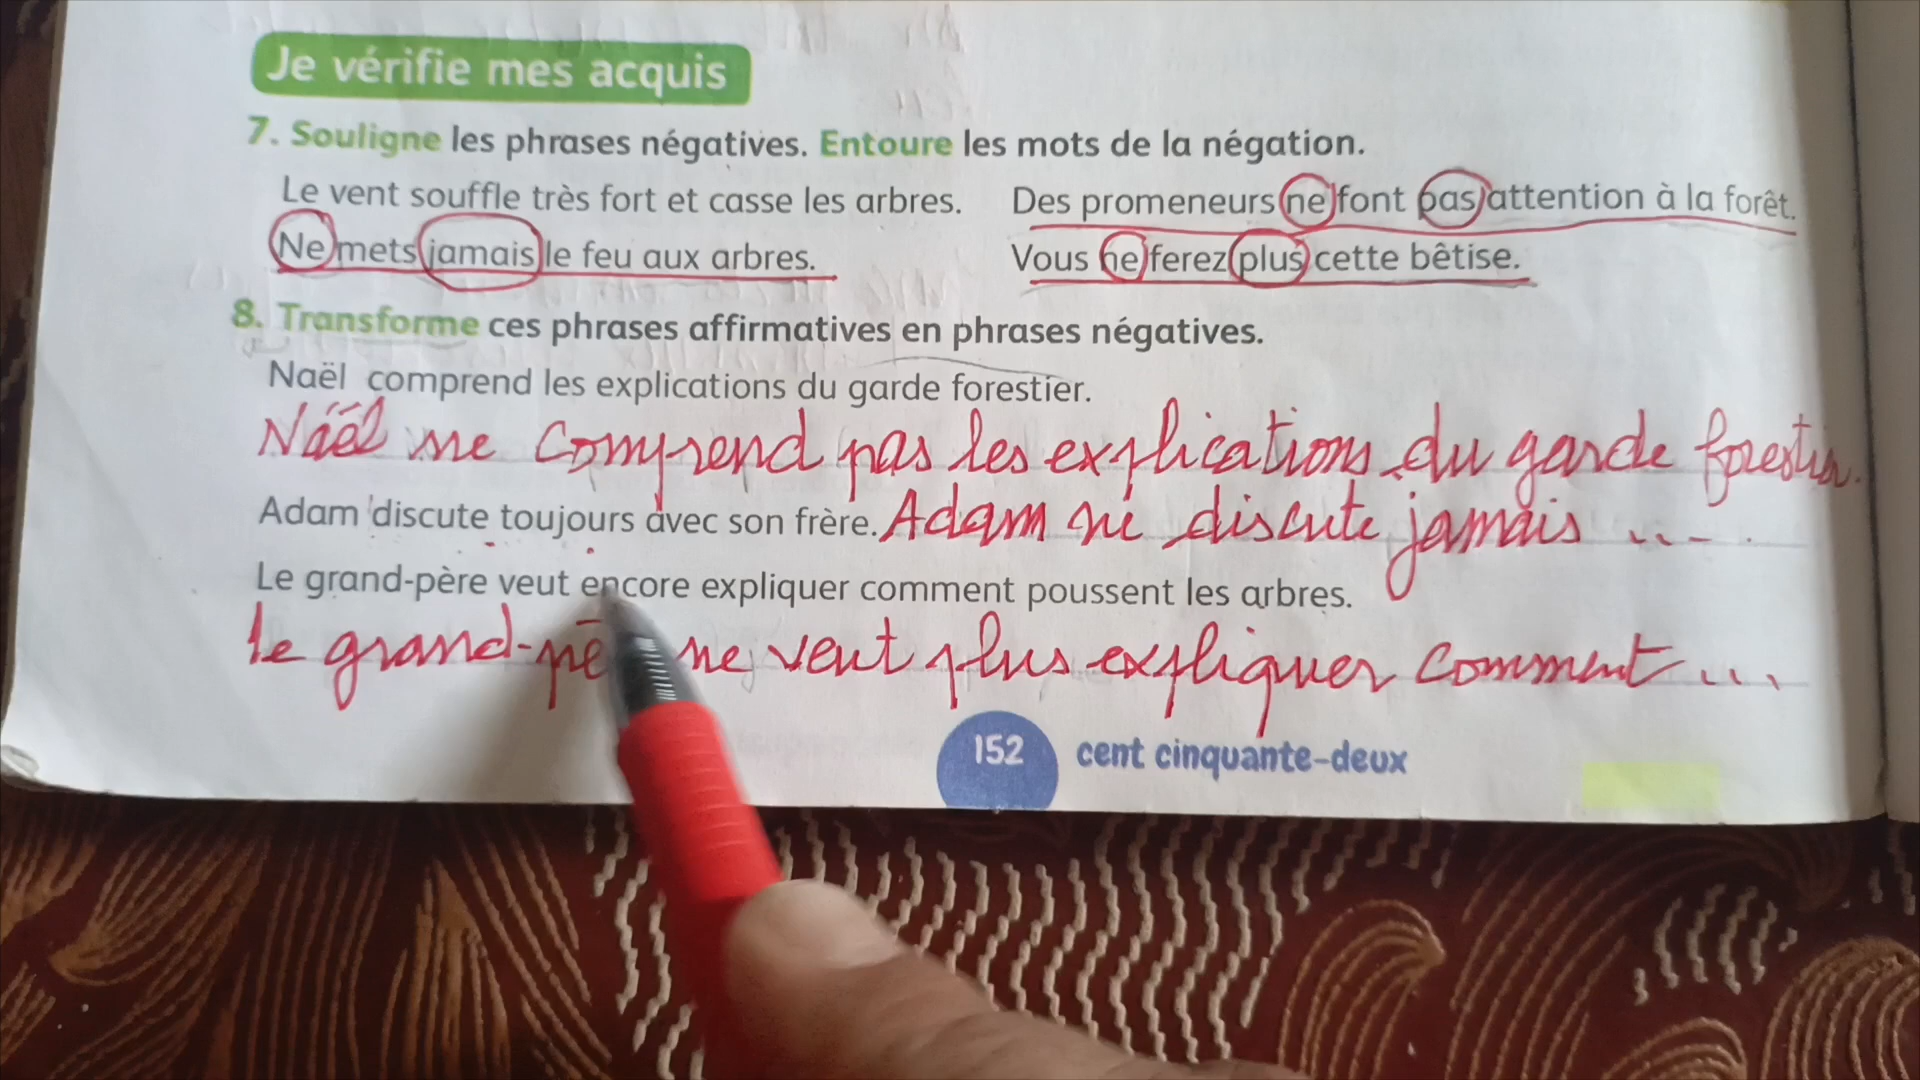 Je vérifie mes acquis
7. Souligne les phrases négatives. Entoure les mots de la négation.
Le vent souffle très fort et casse les arbres. Des promeneurs ne font pas attention à la forêt.
Ne mets jamais le feu aux arbres. Vous ne ferez plus cette bêtise.
8. Transforme ces phrases affirmatives en phrases négatives.
Naël comprend les explications du garde forestier.
Naël ne comprend pas les explications du garde forestier.
Adam discute toujours avec son frère. Adam ne discute jamais ...
Le grand-père veut encore expliquer comment poussent les arbres.
Le grand-pè ne veut plus expliquer comment ...
152 cent cinquante-deux